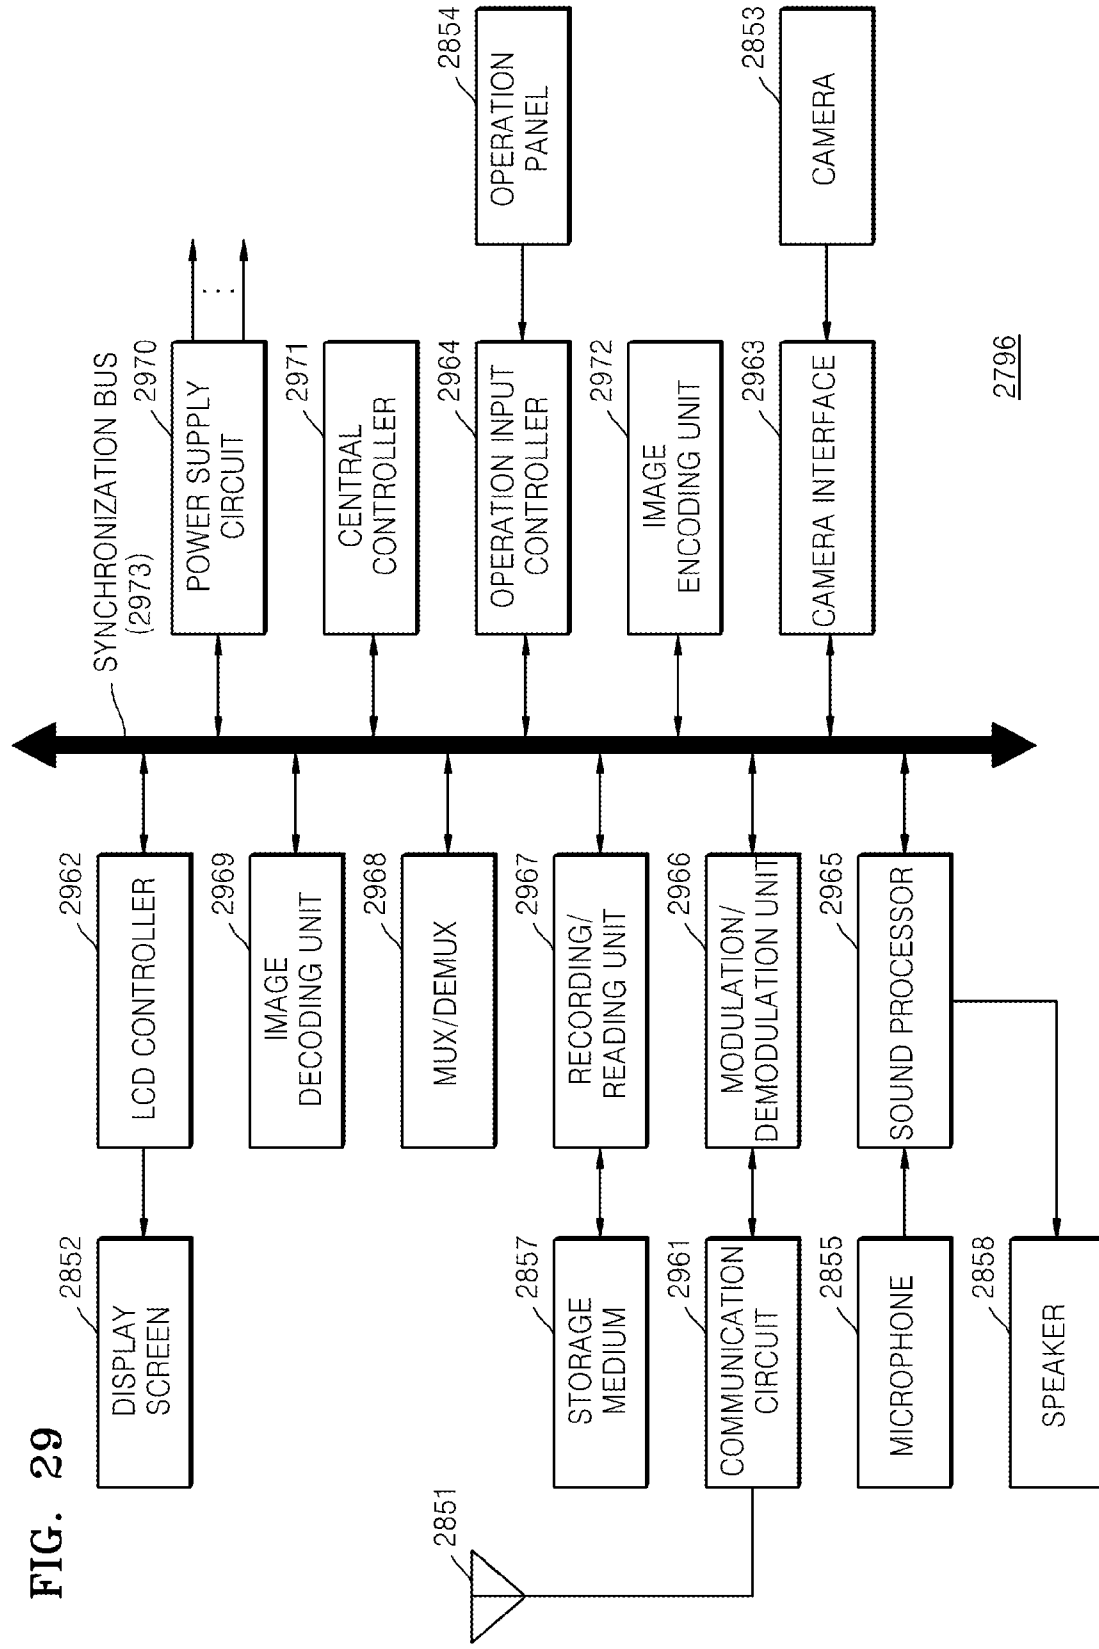 FIG. 29
2851
2852
DISPLAY
SCREEN
2857
STORAGE
MEDIUM
2961
COMMUNICATION
CIRCUIT
2855
MICROPHONE
2858
SPEAKER
2962
LCD CONTROLLER
2969
IMAGE
DECODING UNIT
2968
MUX/DEMUX
2967
RECORDING/
READING UNIT
2966
MODULATION/
DEMODULATION UNIT
2965
SOUND PROCESSOR
SYNCHRONIZATION BUS
(2973)
2970
POWER SUPPLY
CIRCUIT
...
2971
CENTRAL
CONTROLLER
2964
OPERATION INPUT
CONTROLLER
2972
IMAGE
ENCODING UNIT
2963
CAMERA INTERFACE
2854
OPERATION
PANEL
2853
CAMERA
2796